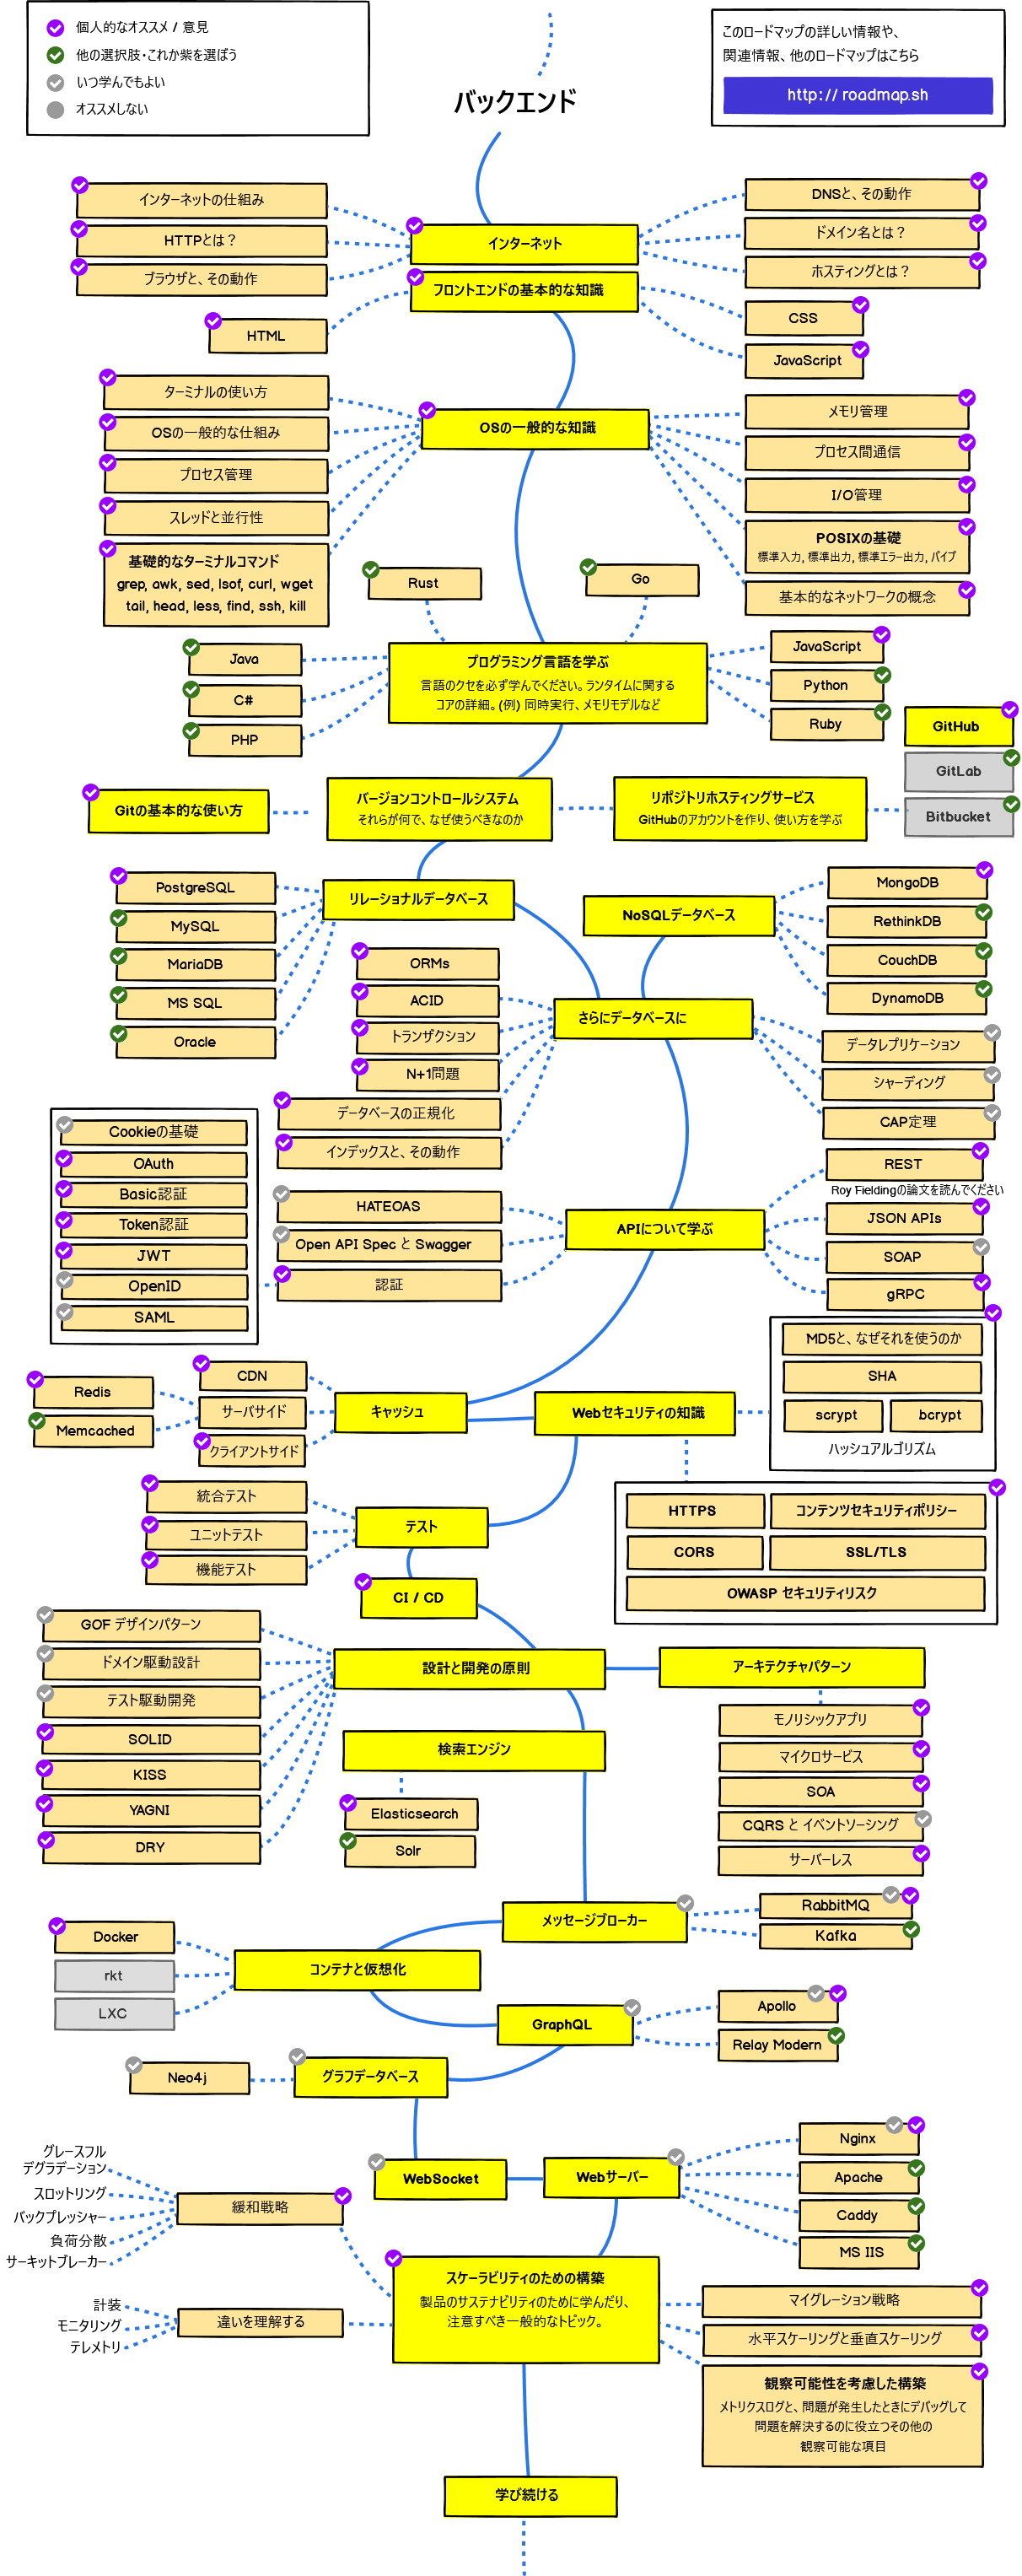 個人的なオススメ / 意見
他の選択肢・これか紫を選ぼう
いつ学んでもよい
オススメしない
このロードマップの詳しい情報や、
関連情報、他のロードマップはこちら
http:// roadmap.sh
バックエンド
インターネットの仕組み
HTTPとは？
ブラウザと、その動作
インターネット
DNSと、その動作
ドメイン名とは？
ホスティングとは？
フロントエンドの基本的な知識
HTML
CSS
JavaScript
ターミナルの使い方
OSの一般的な仕組み
プロセス管理
スレッドと並行性
基礎的なターミナルコマンド
grep, awk, sed, lsof, curl, wget
tail, head, less, find, ssh, kill
OSの一般的な知識
メモリ管理
プロセス間通信
I/O管理
POSIXの基礎
標準入力, 標準出力, 標準エラー出力, パイプ
基本的なネットワークの概念
Rust
Go
Java
C#
PHP
プログラミング言語を学ぶ
言語のクセを必ず学んでください。ランタイムに関する
コアの詳細。(例) 同時実行、メモリモデルなど
JavaScript
Python
Ruby
GitHub
GitLab
Bitbucket
Gitの基本的な使い方
バージョンコントロールシステム
それらが何で、なぜ使うべきなのか
リポジトリホスティングサービス
GitHubのアカウントを作り、使い方を学ぶ
PostgreSQL
MySQL
MariaDB
MS SQL
Oracle
リレーショナルデータベース
NoSQLデータベース
MongoDB
RethinkDB
CouchDB
DynamoDB
ORMs
ACID
トランザクション
N+1問題
データベースの正規化
インデックスと、その動作
さらにデータベースに
データレプリケーション
シャーディング
CAP定理
Cookieの基礎
OAuth
Basic認証
Token認証
JWT
OpenID
SAML
HATEOAS
Open API Spec と Swagger
認証
APIについて学ぶ
REST
Roy Fieldingの論文を読んでください
JSON APIs
SOAP
gRPC
MD5と、なぜそれを使うのか
SHA
scrypt
bcrypt
ハッシュアルゴリズム
Redis
Memcached
CDN
サーバサイド
クライアントサイド
キャッシュ
Webセキュリティの知識
HTTPS
コンテンツセキュリティポリシー
CORS
SSL/TLS
OWASP セキュリティリスク
統合テスト
ユニットテスト
機能テスト
テスト
CI / CD
GOF デザインパターン
ドメイン駆動設計
テスト駆動開発
SOLID
KISS
YAGNI
DRY
設計と開発の原則
アーキテクチャパターン
モノリシックアプリ
マイクロサービス
SOA
CQRS と イベントソーシング
サーバーレス
検索エンジン
Elasticsearch
Solr
メッセージブローカー
RabbitMQ
Kafka
Docker
rkt
LXC
コンテナと仮想化
GraphQL
Apollo
Relay Modern
Neo4j
グラフデータベース
WebSocket
Webサーバー
Nginx
Apache
Caddy
MS IIS
グレースフル
デグラデーション
スロットリング
バックプレッシャー
負荷分散
サーキットブレーカー
緩和戦略
計装
モニタリング
テレメトリ
違いを理解する
スケーラビリティのための構築
製品のサステナビリティのために学んだり、
注意すべき一般的なトピック。
マイグレーション戦略
水平スケーリングと垂直スケーリング
観察可能性を考慮した構築
メトリクスログと、問題が発生したときにデバッグして
問題を解決するのに役立つその他の
観察可能な項目
学び続ける